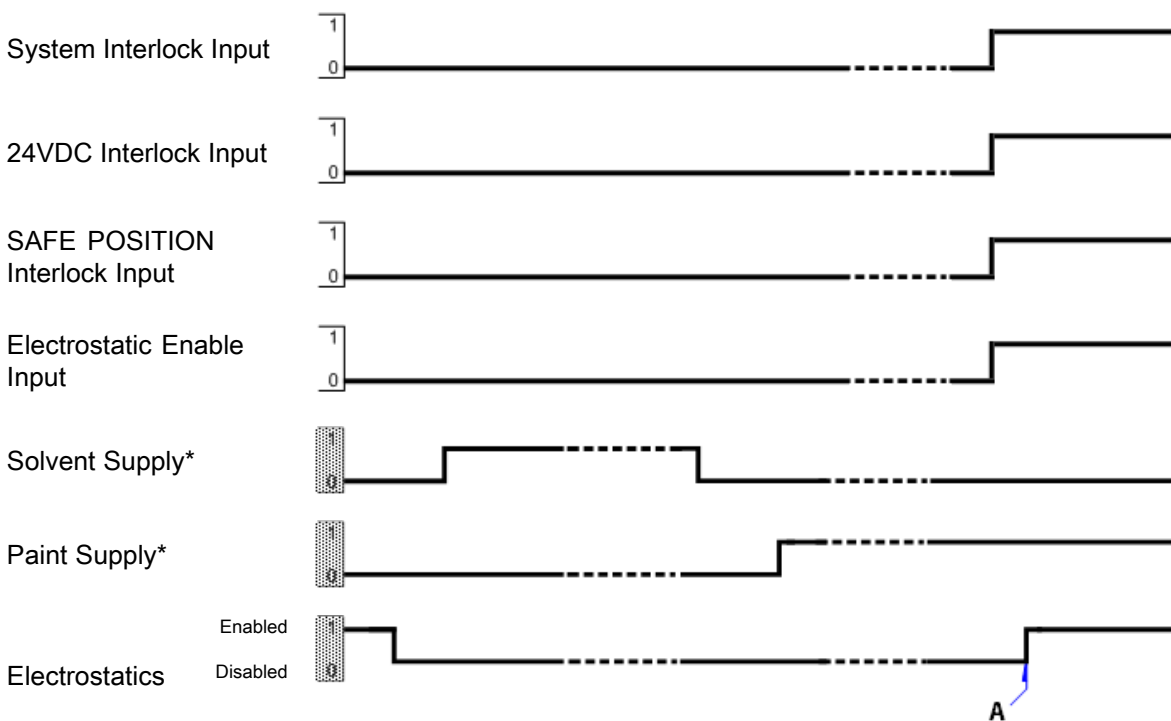 System Interlock Input
1
0
24VDC Interlock Input
1
0
SAFE POSITION
Interlock Input
1
0
Electrostatic Enable
Input
1
0
Solvent Supply*
1
0
Paint Supply*
1
0
Electrostatics
Enabled
1
Disabled
0
A